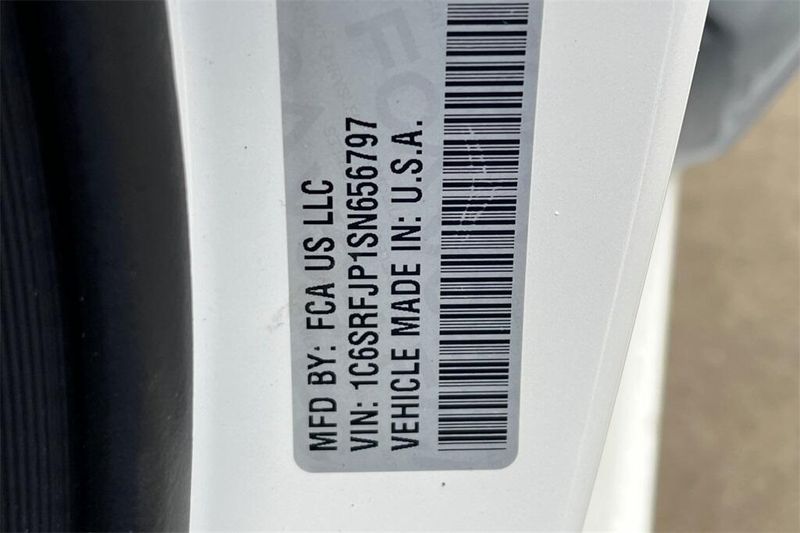 MFD BY: FCA US LLC
VIN: 1C6SRFJP1SN656797
VEHICLE MADE IN: U.S.A.